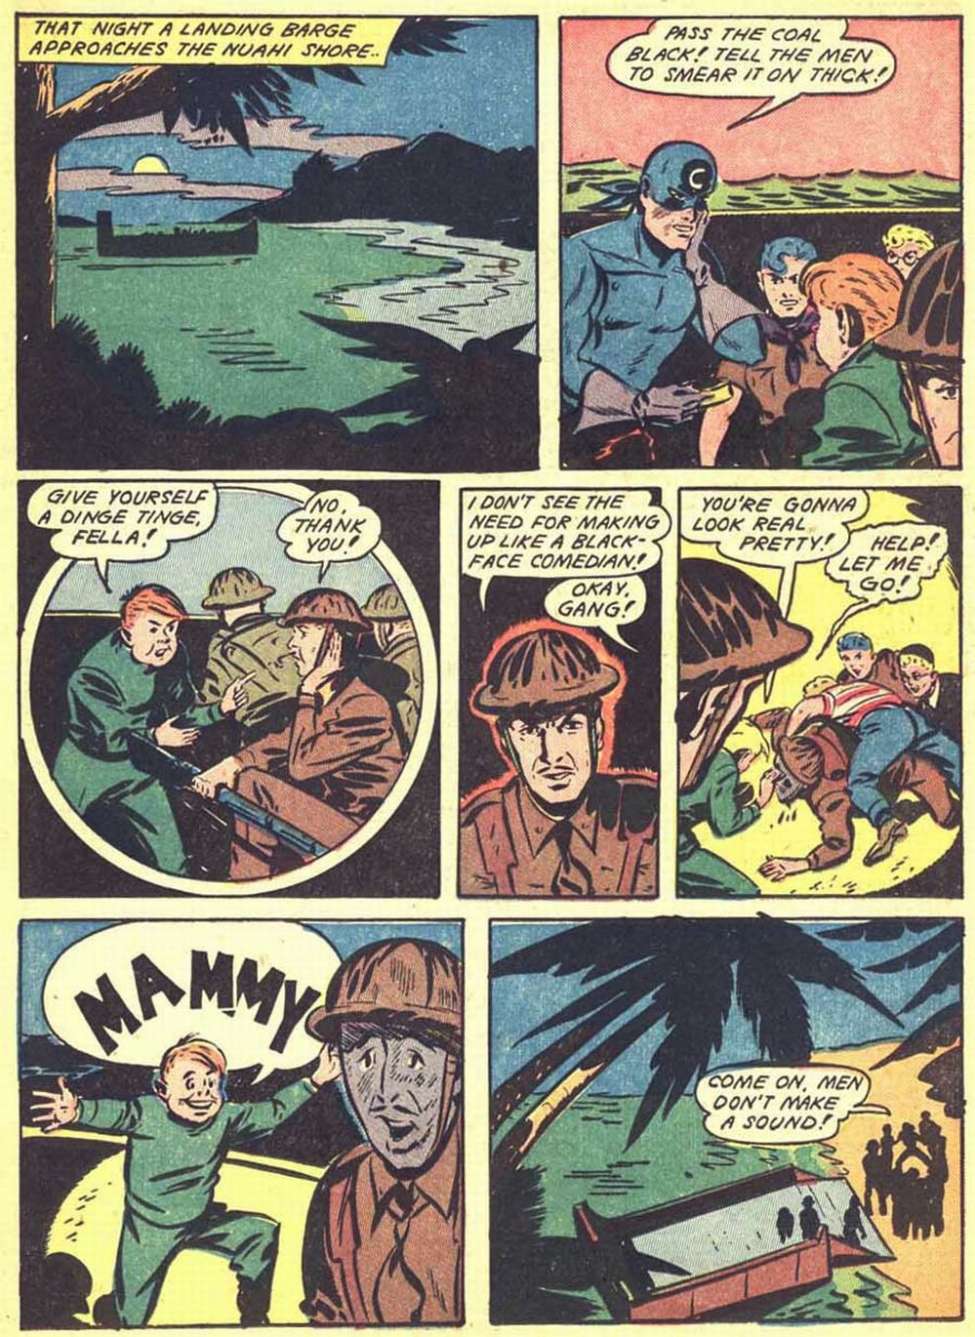 THAT NIGHT A LANDING BARGE
APPROACHES THE NUAHI SHORE..
PASS THE COAL
BLACK! TELL THE MEN
TO SMEAR IT ON THICK!
C
GIVE YOURSELF
A DINGE TINGE,
FELLA!
NO,
THANK
YOU!
I DON'T SEE THE
NEED FOR MAKING
UP LIKE A BLACK-
FACE COMEDIAN!
OKAY,
GANG!
YOU'RE GONNA
LOOK REAL
PRETTY!
HELP!
LET ME
GO!
MAMMY
COME ON, MEN
DON'T MAKE
A SOUND!